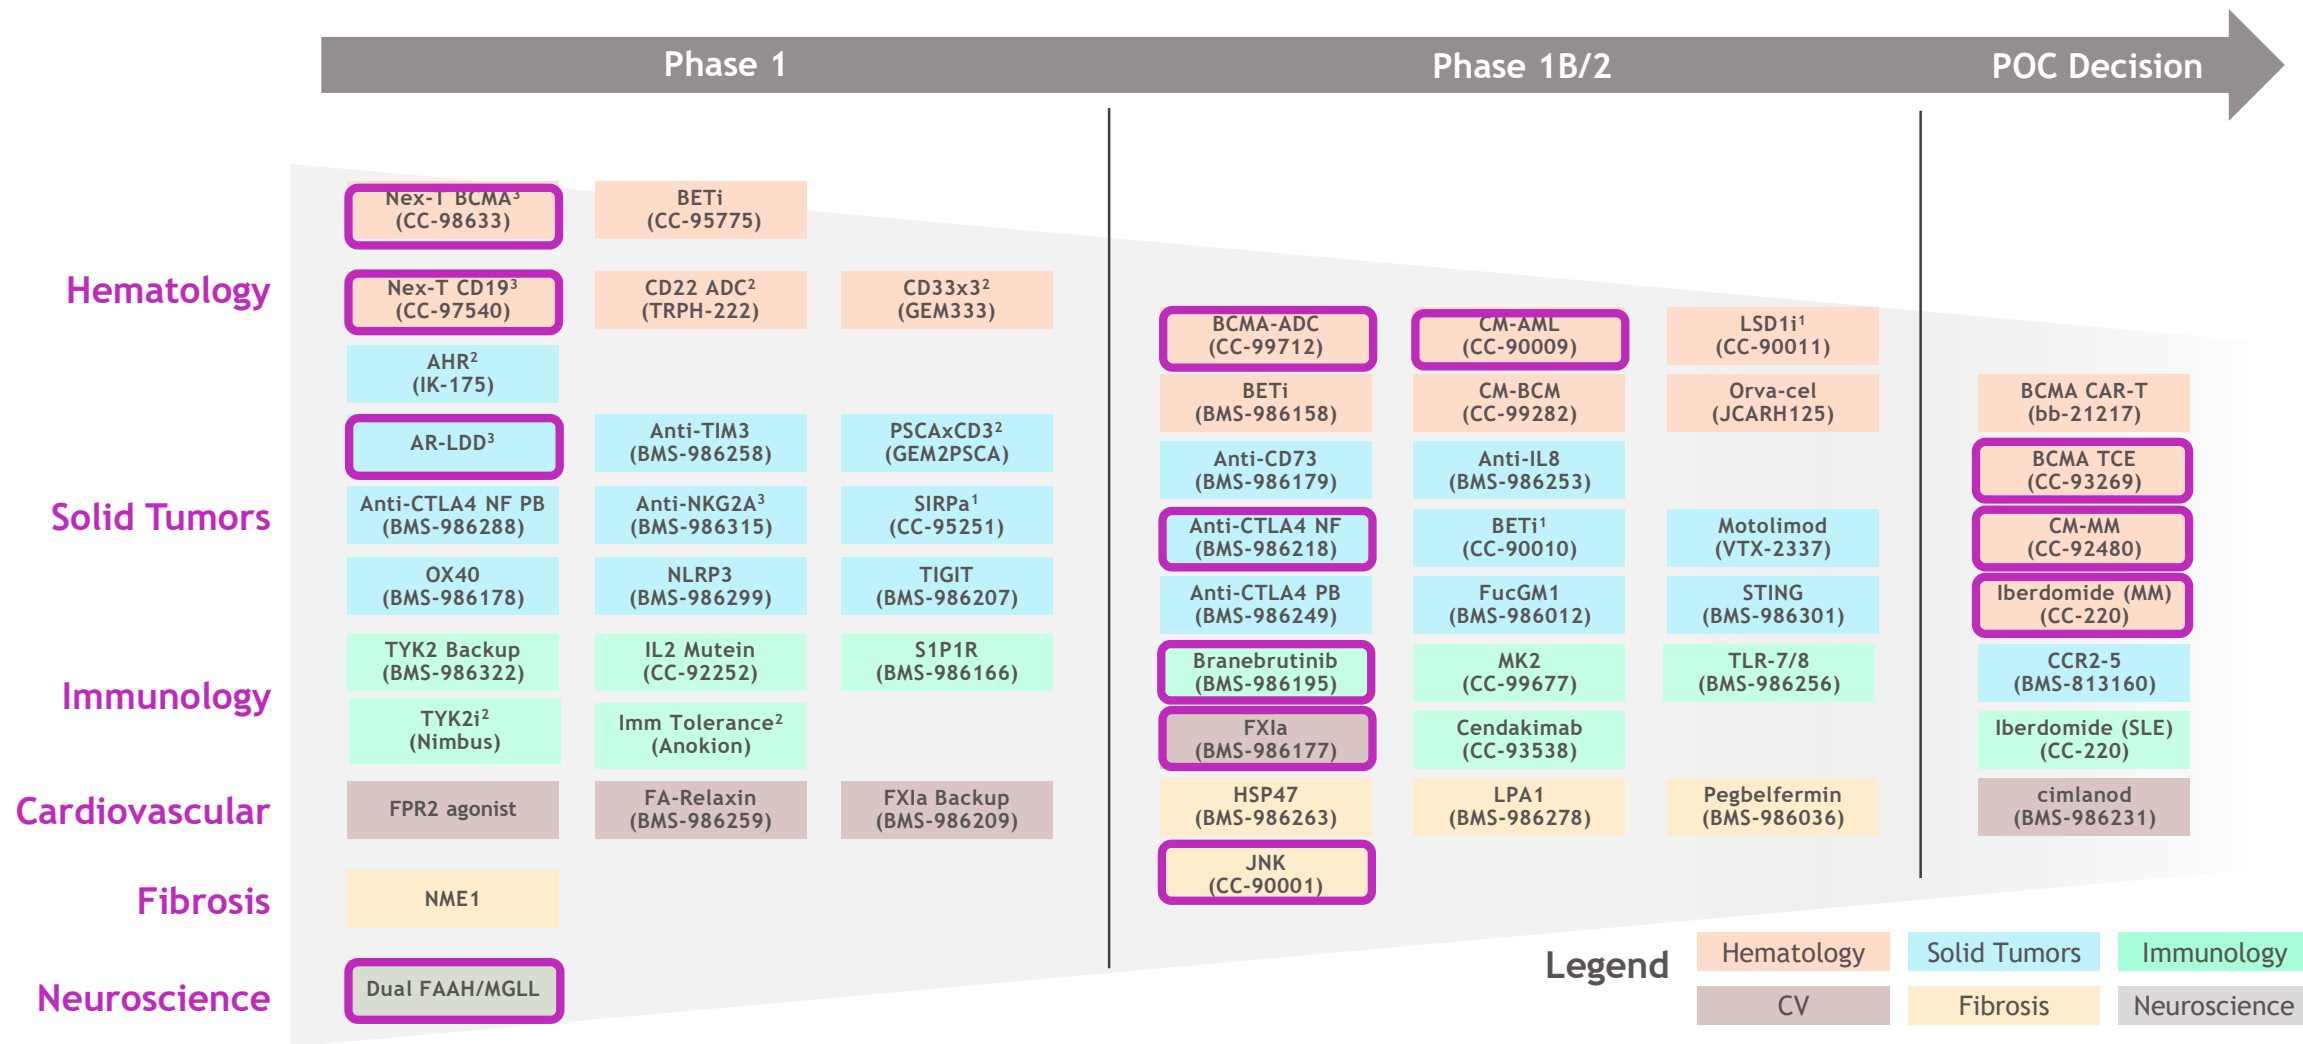 Phase 1
Phase 1B/2
POC Decision
Hematology
Nex-T BCMA³
(CC-98633)
BETi
(CC-95775)
Nex-T CD19³
(CC-97540)
CD22 ADC²
(TRPH-222)
CD33x3²
(GEM333)
BCMA-ADC
(CC-99712)
CM-AML
(CC-90009)
LSD1i¹
(CC-90011)
BETi
(BMS-986158)
CM-BCM
(CC-99282)
Orva-cel
(JCARH125)
BCMA CAR-T
(bb-21217)
BCMA TCE
(CC-93269)
CM-MM
(CC-92480)
Iberdomide (MM)
(CC-220)
Solid Tumors
AHR²
(IK-175)
AR-LDD³
Anti-TIM3
(BMS-986258)
PSCAxCD3²
(GEM2PSCA)
Anti-CTLA4 NF PB
(BMS-986288)
Anti-NKG2A³
(BMS-986315)
SIRPa¹
(CC-95251)
OX40
(BMS-986178)
NLRP3
(BMS-986299)
TIGIT
(BMS-986207)
Anti-CD73
(BMS-986179)
Anti-IL8
(BMS-986253)
Anti-CTLA4 NF
(BMS-986218)
BETi¹
(CC-90010)
Motolimod
(VTX-2337)
Anti-CTLA4 PB
(BMS-986249)
FucGM1
(BMS-986012)
STING
(BMS-986301)
CCR2-5
(BMS-813160)
Immunology
TYK2 Backup
(BMS-986322)
IL2 Mutein
(CC-92252)
S1P1R
(BMS-986166)
TYK2i²
(Nimbus)
Imm Tolerance²
(Anokion)
Branebrutinib
(BMS-986195)
MK2
(CC-99677)
TLR-7/8
(BMS-986256)
FXIa
(BMS-986177)
Cendakimab
(CC-93538)
Iberdomide (SLE)
(CC-220)
Cardiovascular
FPR2 agonist
FA-Relaxin
(BMS-986259)
FXIa Backup
(BMS-986209)
HSP47
(BMS-986263)
LPA1
(BMS-986278)
Pegbelfermin
(BMS-986036)
cimlanod
(BMS-986231)
Fibrosis
NME1
JNK
(CC-90001)
Neuroscience
Dual FAAH/MGLL
Legend
Hematology
Solid Tumors
Immunology
CV
Fibrosis
Neuroscience